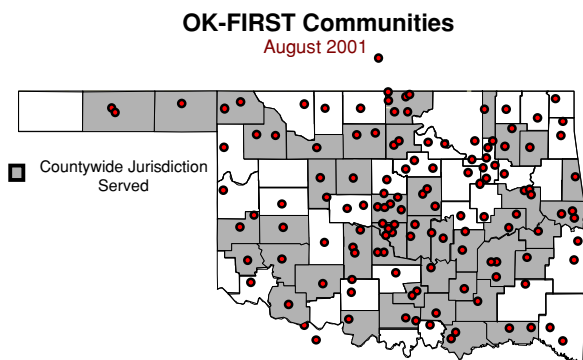 OK-FIRST Communities
August 2001
Countywide Jurisdiction
Served